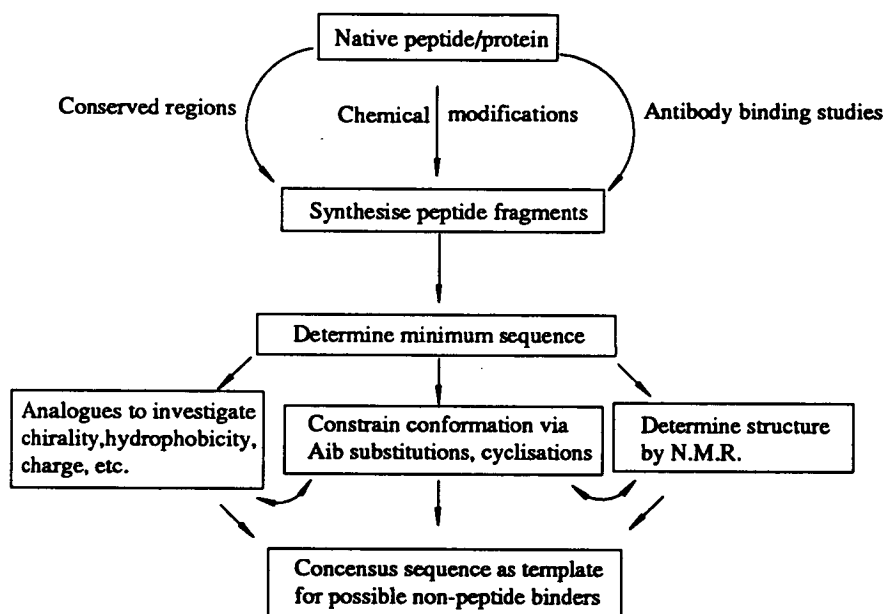 Native peptide/protein
Conserved regions
Chemical modifications
Antibody binding studies
Synthesise peptide fragments
Determine minimum sequence
Analogues to investigate
chirality,hydrophobicity,
charge, etc.
Constrain conformation via
Aib substitutions, cyclisations
Determine structure
by N.M.R.
Concensus sequence as template
for possible non-peptide binders